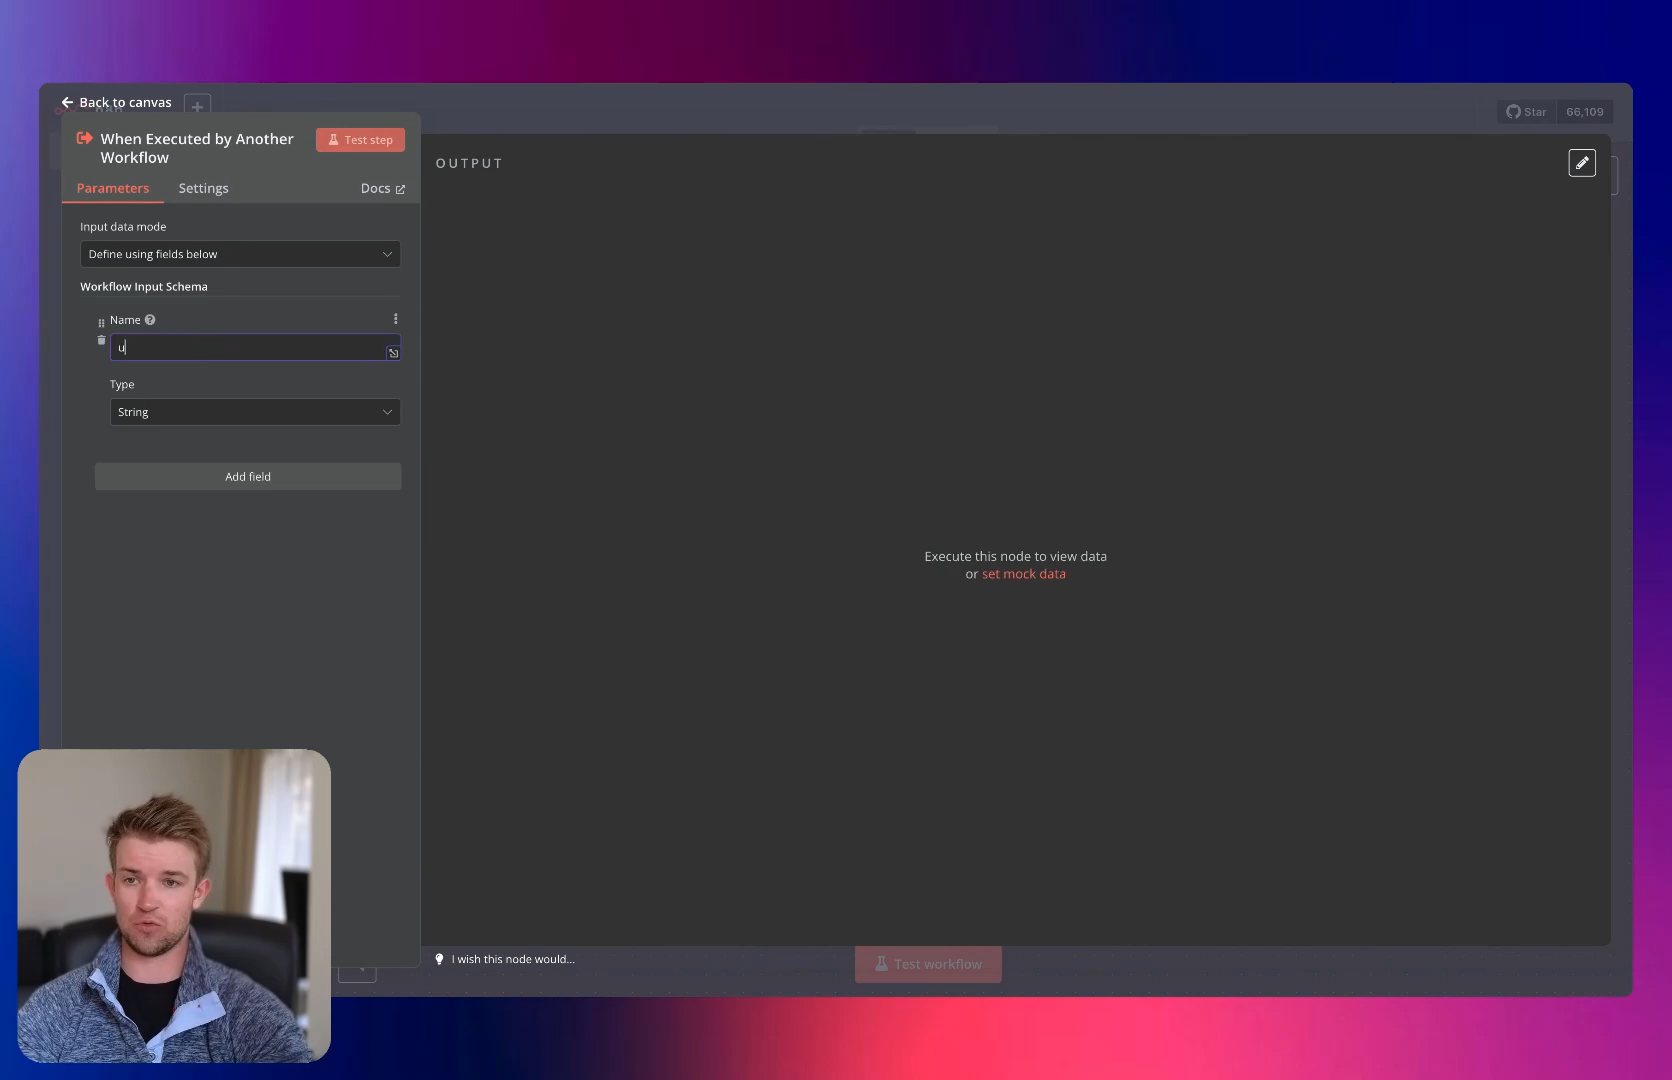 Back to canvas
Star
66,109
When Executed by Another
Workflow
Test step
Parameters
Settings
Docs
OUTPUT
Input data mode
Define using fields below
Workflow Input Schema
Name
u
Type
String
Add field
Execute this node to view data
or set mock data
I wish this node would...
Test workflow